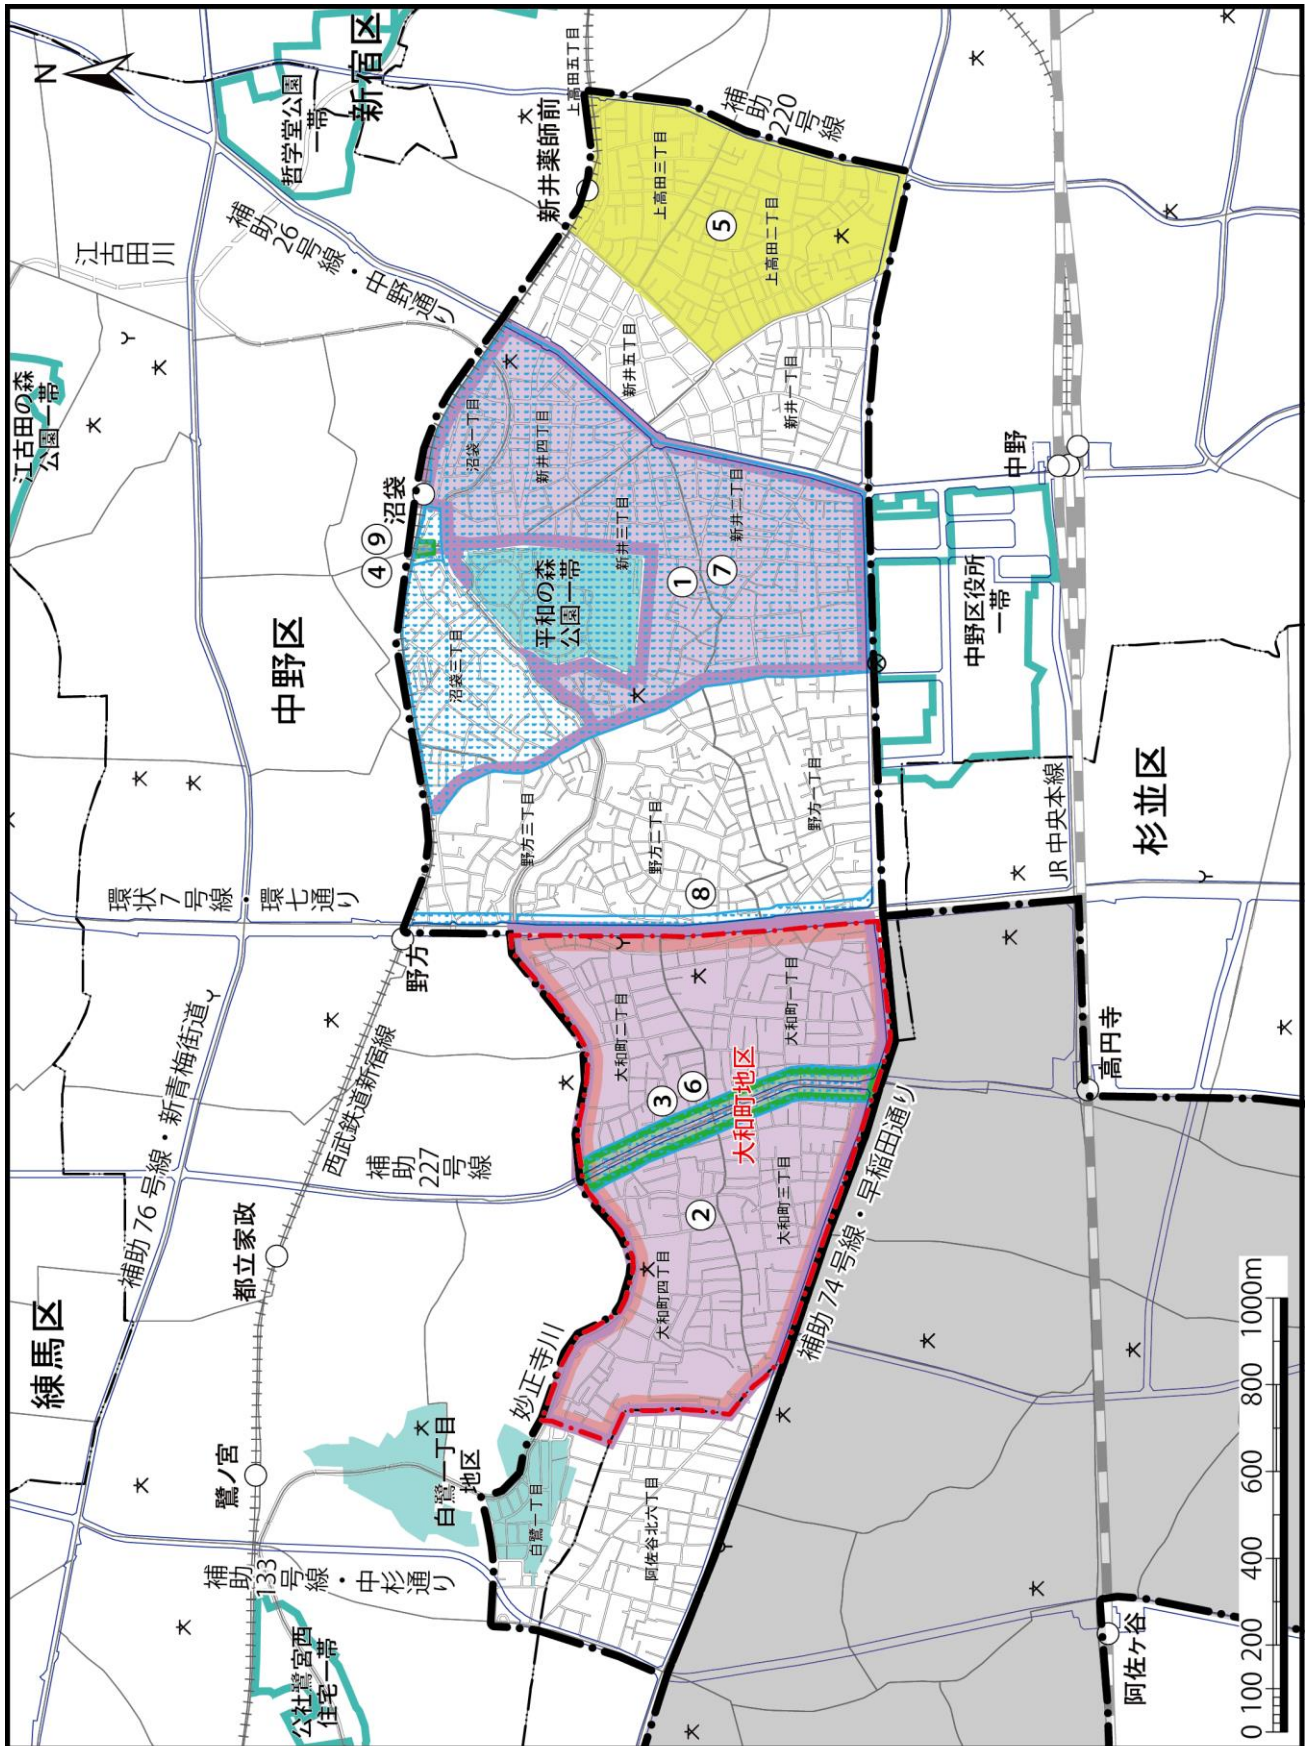 練馬区
中野区
新宿区
杉並区
N
江古田の森
公園一帯
江古田川
哲学堂公園
一帯
補助26号線・中野通り
新井薬師前
上高田五丁目
補助220号線
上高田三丁目
⑤
上高田二丁目
新井五丁目
新井一丁目
沼袋
④⑨
沼袋一丁目
新井四丁目
沼袋三丁目
新井三丁目
平和の森
公園一帯
新井二丁目
①
⑦
中野
中野区役所
一帯
環状7号線・環七通り
野方
野方三丁目
野方二丁目
野方一丁目
⑧
JR 中央本線
補助 76 号線・新青梅街道
西武鉄道新宿線
補助227号線
都立家政
大和町二丁目
大和町一丁目
③
⑥
大和町地区
②
大和町三丁目
大和町四丁目
補助 74 号線・早稲田通り
高円寺
鷺ノ宮
妙正寺川
白鷺一丁目
地区
白鷺一丁目
補助133号線・中杉通り
阿佐谷北六丁目
公社鷺宮西
住宅一帯
阿佐ヶ谷
0 100 200 400 600 800 1000m